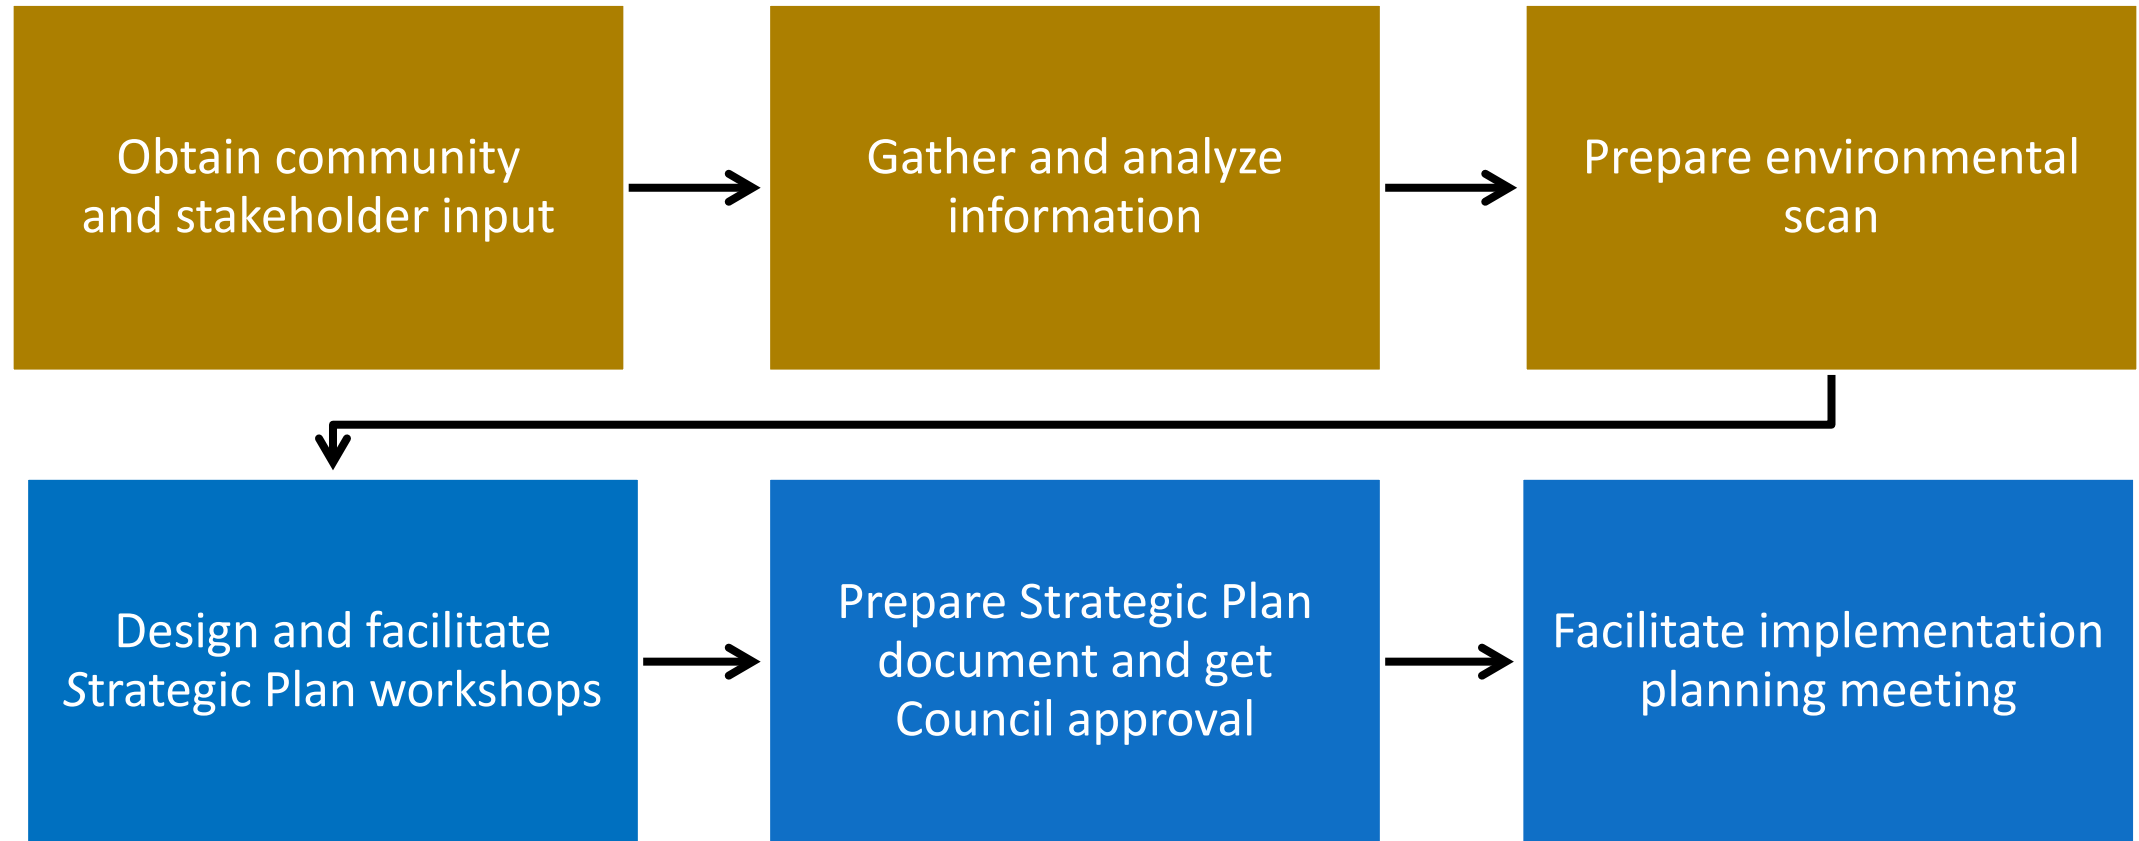 Obtain community
and stakeholder input
Gather and analyze
information
Prepare environmental
scan
Design and facilitate
Strategic Plan workshops
Prepare Strategic Plan
document and get
Council approval
Facilitate implementation
planning meeting